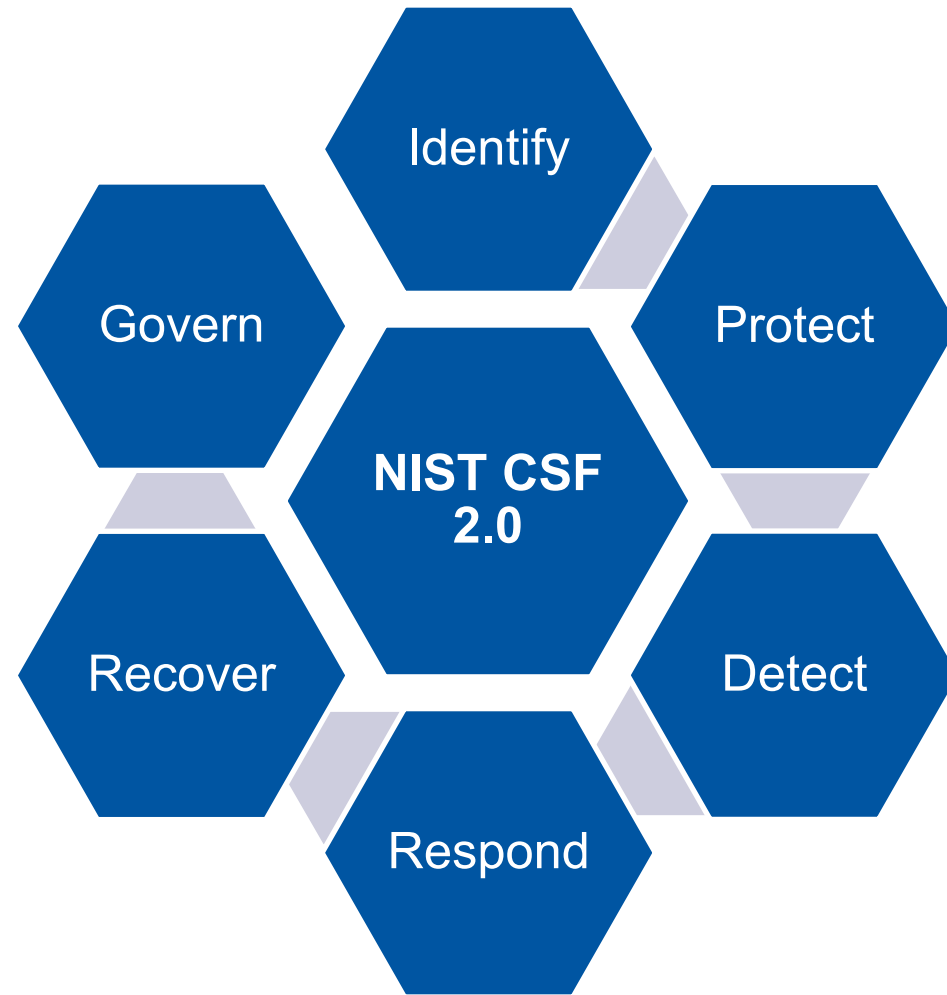 Identify
Govern
Protect
NIST CSF
2.0
Recover
Detect
Respond